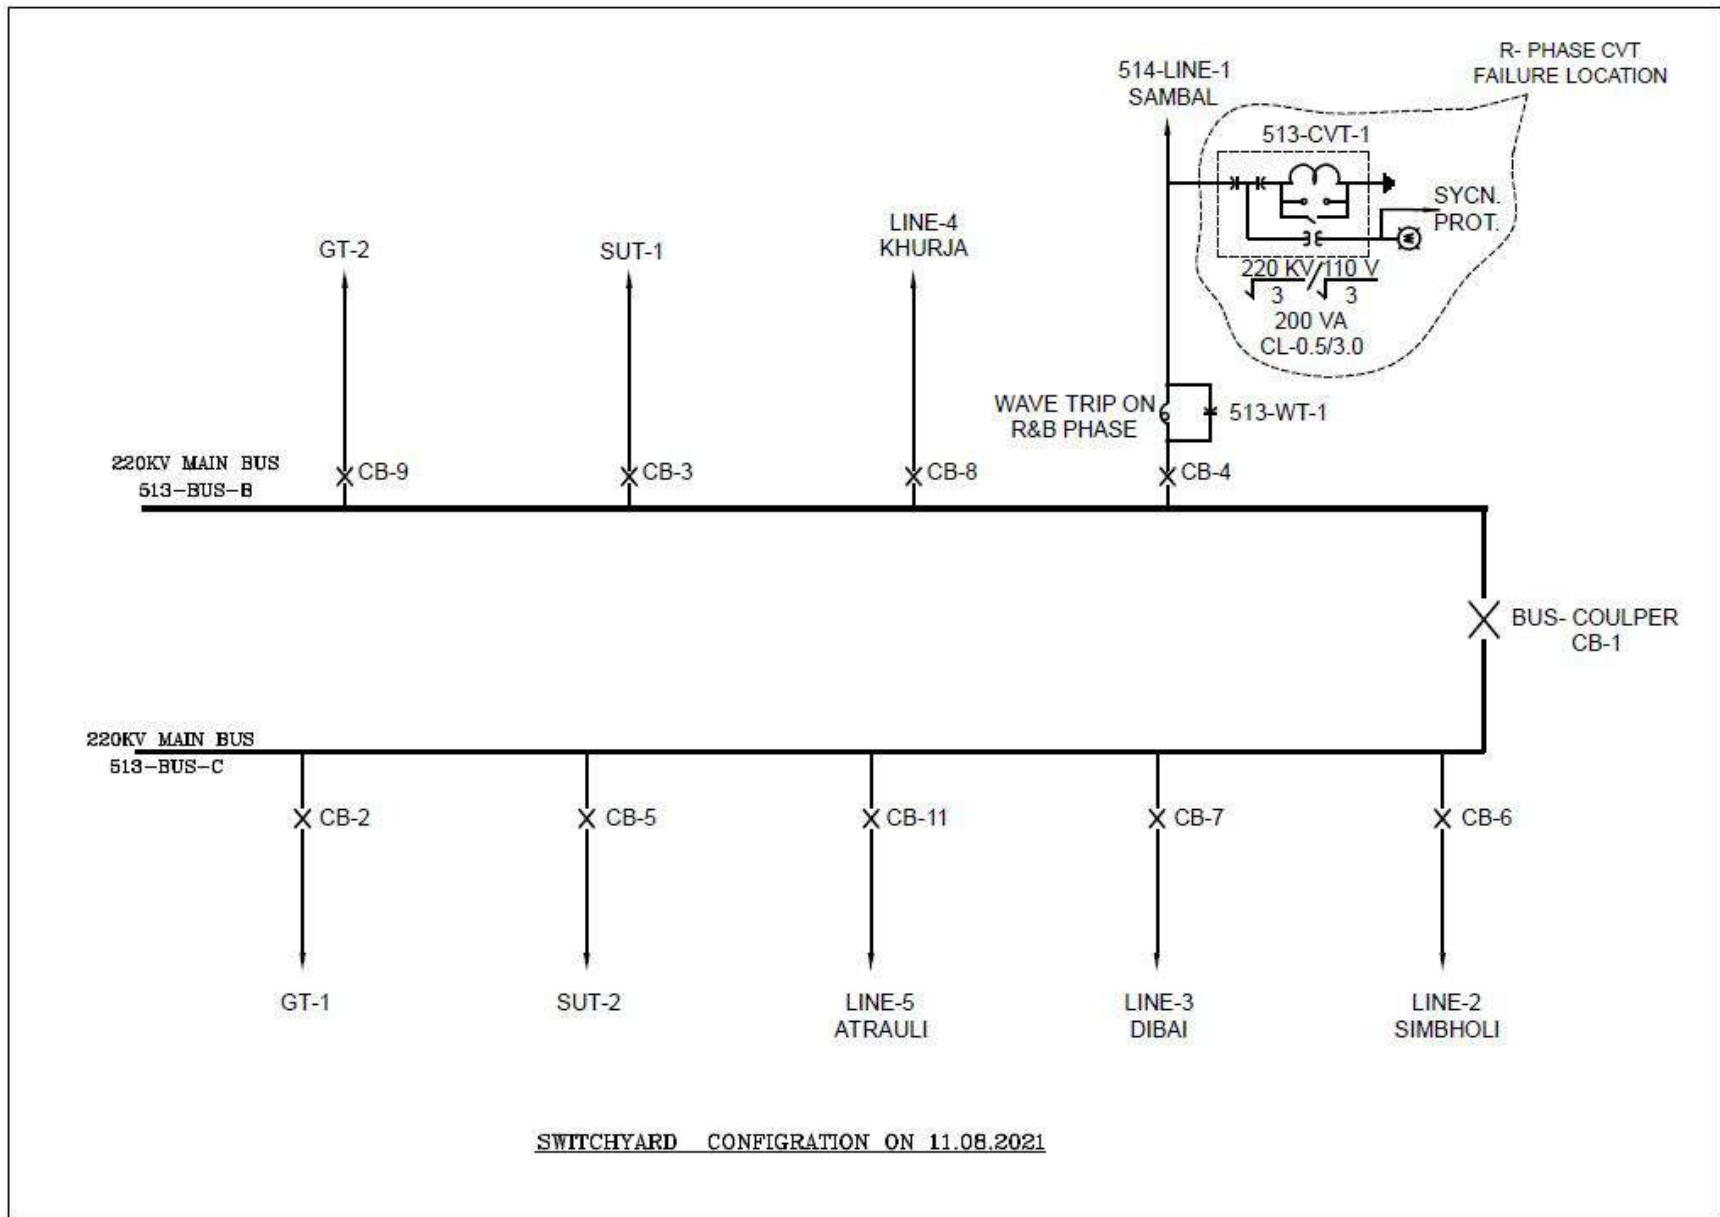 R- PHASE CVT
FAILURE LOCATION
514-LINE-1
SAMBAL
513-CVT-1
SYCN.
PROT.
220 KV/110 V
3 3
200 VA
CL-0.5/3.0
GT-2
SUT-1
LINE-4
KHURJA
WAVE TRIP ON
R&B PHASE
513-WT-1
220KV MAIN BUS
513-BUS-B
CB-9
CB-3
CB-8
CB-4
BUS- COULPER
CB-1
220KV MAIN BUS
513-BUS-C
CB-2
CB-5
CB-11
CB-7
CB-6
GT-1
SUT-2
LINE-5
ATRAULI
LINE-3
DIBAI
LINE-2
SIMBHOLI
SWITCHYARD CONFIGRATION ON 11.08.2021